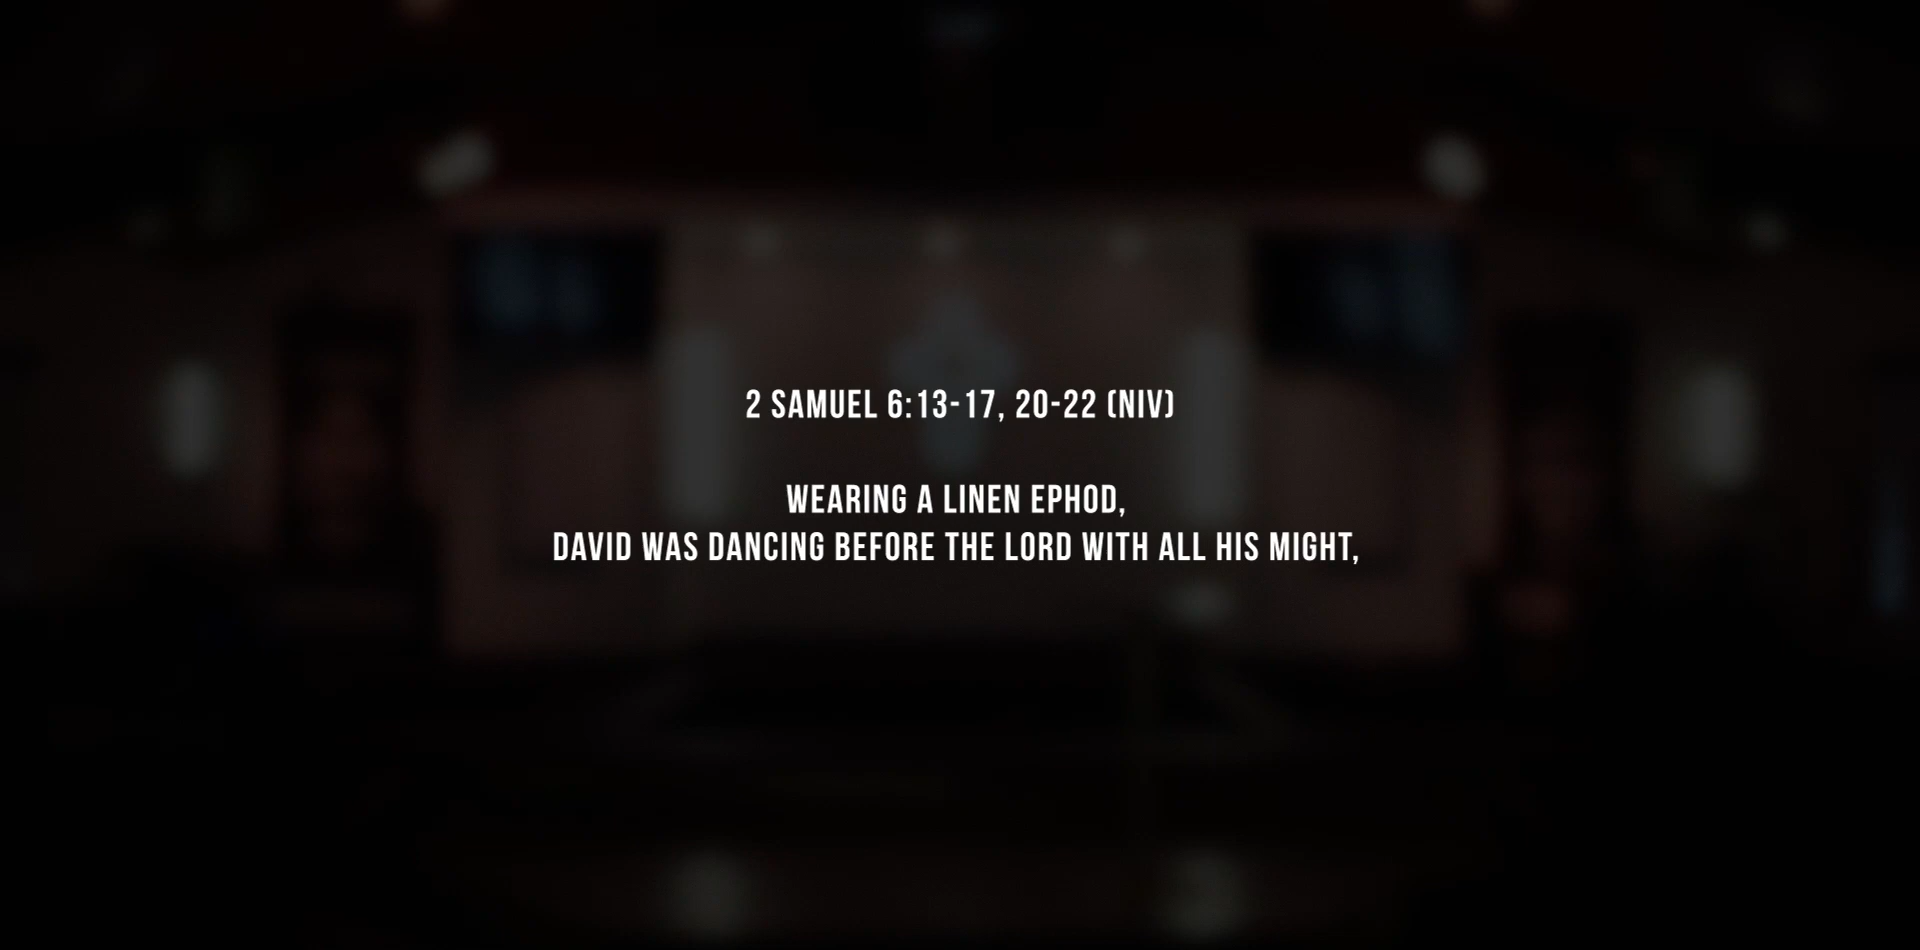 2 SAMUEL 6:13-17, 20-22 (NIV)
WEARING A LINEN EPHOD,
DAVID WAS DANCING BEFORE THE LORD WITH ALL HIS MIGHT,